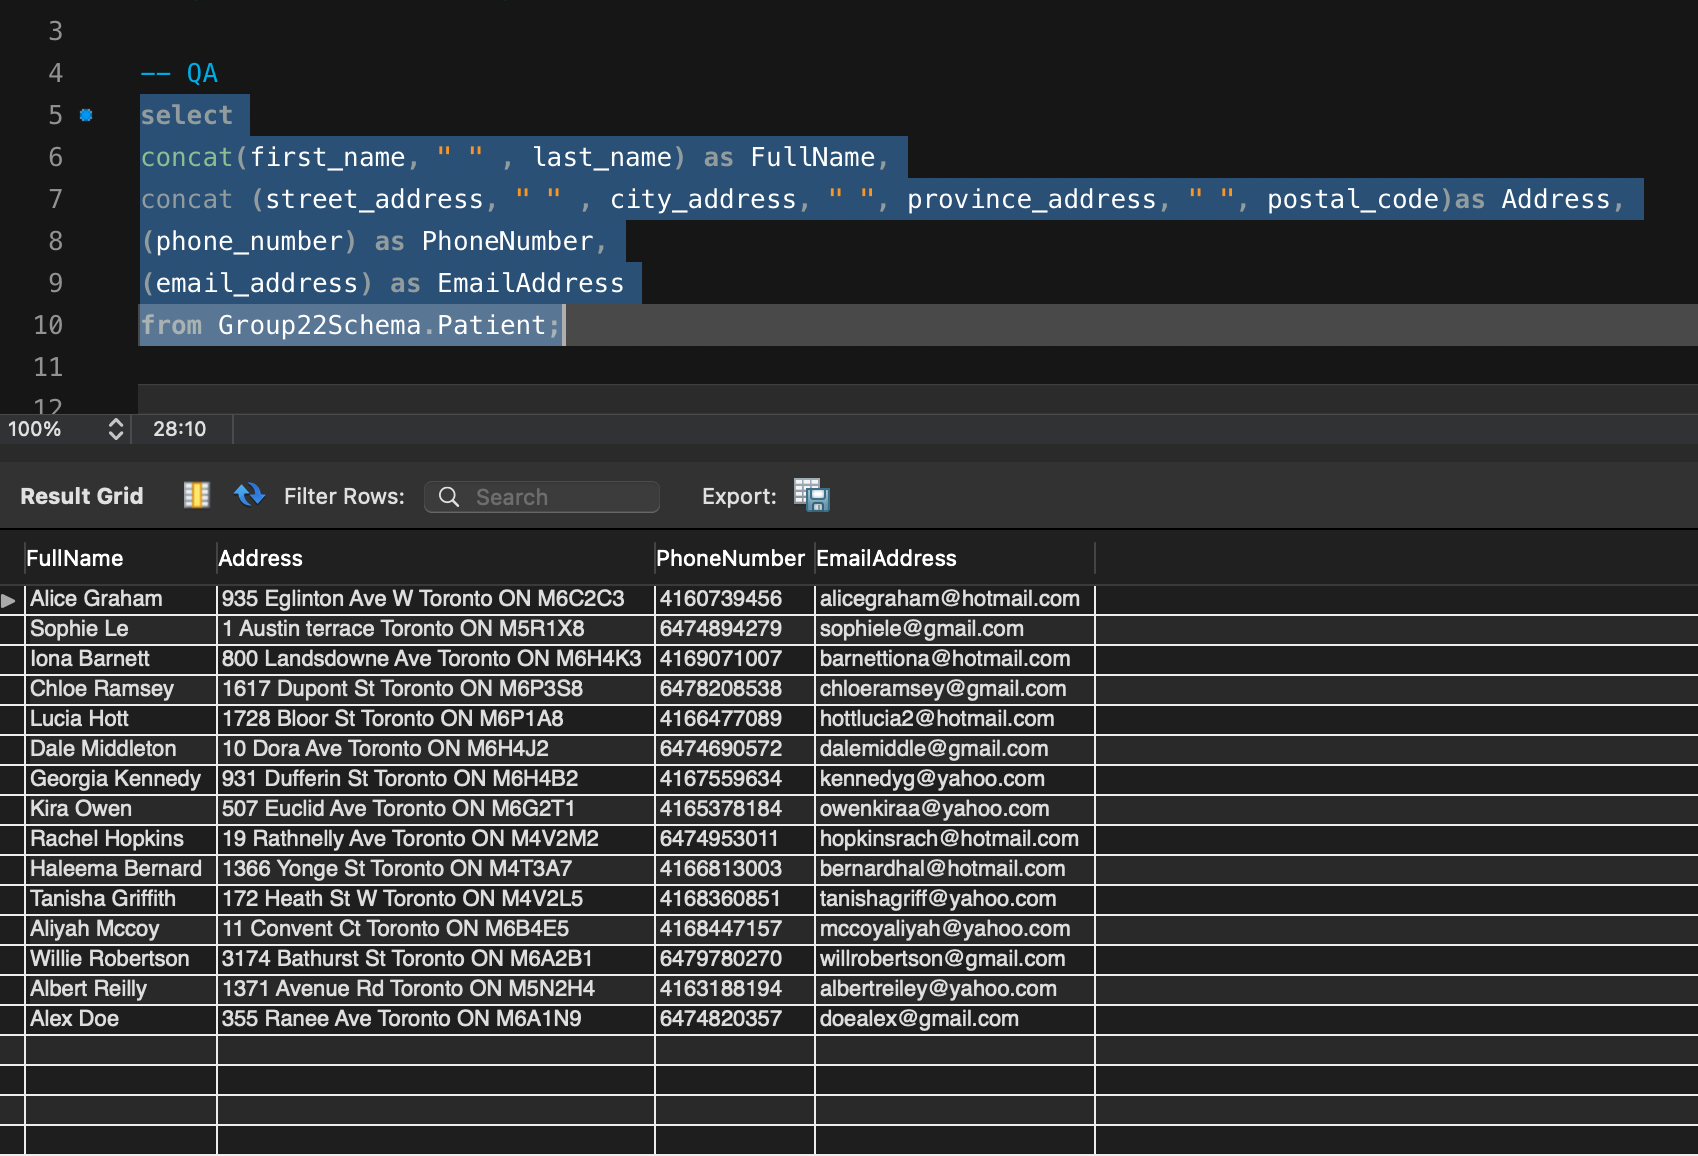 3
4 -- QA
5 select
6 concat(first_name, " " , last_name) as FullName,
7 concat (street_address, " " , city_address, " ", province_address, " ", postal_code)as Address,
8 (phone_number) as PhoneNumber,
9 (email_address) as EmailAddress
10 from Group22Schema.Patient;
11
12
100% 28:10
Result Grid Filter Rows: Search Export:
FullName Address PhoneNumber EmailAddress
Alice Graham 935 Eglinton Ave W Toronto ON M6C2C3 4160739456 alicegraham@hotmail.com
Sophie Le 1 Austin terrace Toronto ON M5R1X8 6474894279 sophiele@gmail.com
Iona Barnett 800 Landsdowne Ave Toronto ON M6H4K3 4169071007 barnettiona@hotmail.com
Chloe Ramsey 1617 Dupont St Toronto ON M6P3S8 6478208538 chloeramsey@gmail.com
Lucia Hott 1728 Bloor St Toronto ON M6P1A8 4166477089 hottlucia2@hotmail.com
Dale Middleton 10 Dora Ave Toronto ON M6H4J2 6474690572 dalemiddle@gmail.com
Georgia Kennedy 931 Dufferin St Toronto ON M6H4B2 4167559634 kennedyg@yahoo.com
Kira Owen 507 Euclid Ave Toronto ON M6G2T1 4165378184 owenkiraa@yahoo.com
Rachel Hopkins 19 Rathnelly Ave Toronto ON M4V2M2 6474953011 hopkinsrach@hotmail.com
Haleema Bernard 1366 Yonge St Toronto ON M4T3A7 4166813003 bernardhal@hotmail.com
Tanisha Griffith 172 Heath St W Toronto ON M4V2L5 4168360851 tanishagriff@yahoo.com
Aliyah Mccoy 11 Convent Ct Toronto ON M6B4E5 4168447157 mccoyaliyah@yahoo.com
Willie Robertson 3174 Bathurst St Toronto ON M6A2B1 6479780270 willrobertson@gmail.com
Albert Reilly 1371 Avenue Rd Toronto ON M5N2H4 4163188194 albertreiley@yahoo.com
Alex Doe 355 Ranee Ave Toronto ON M6A1N9 6474820357 doealex@gmail.com